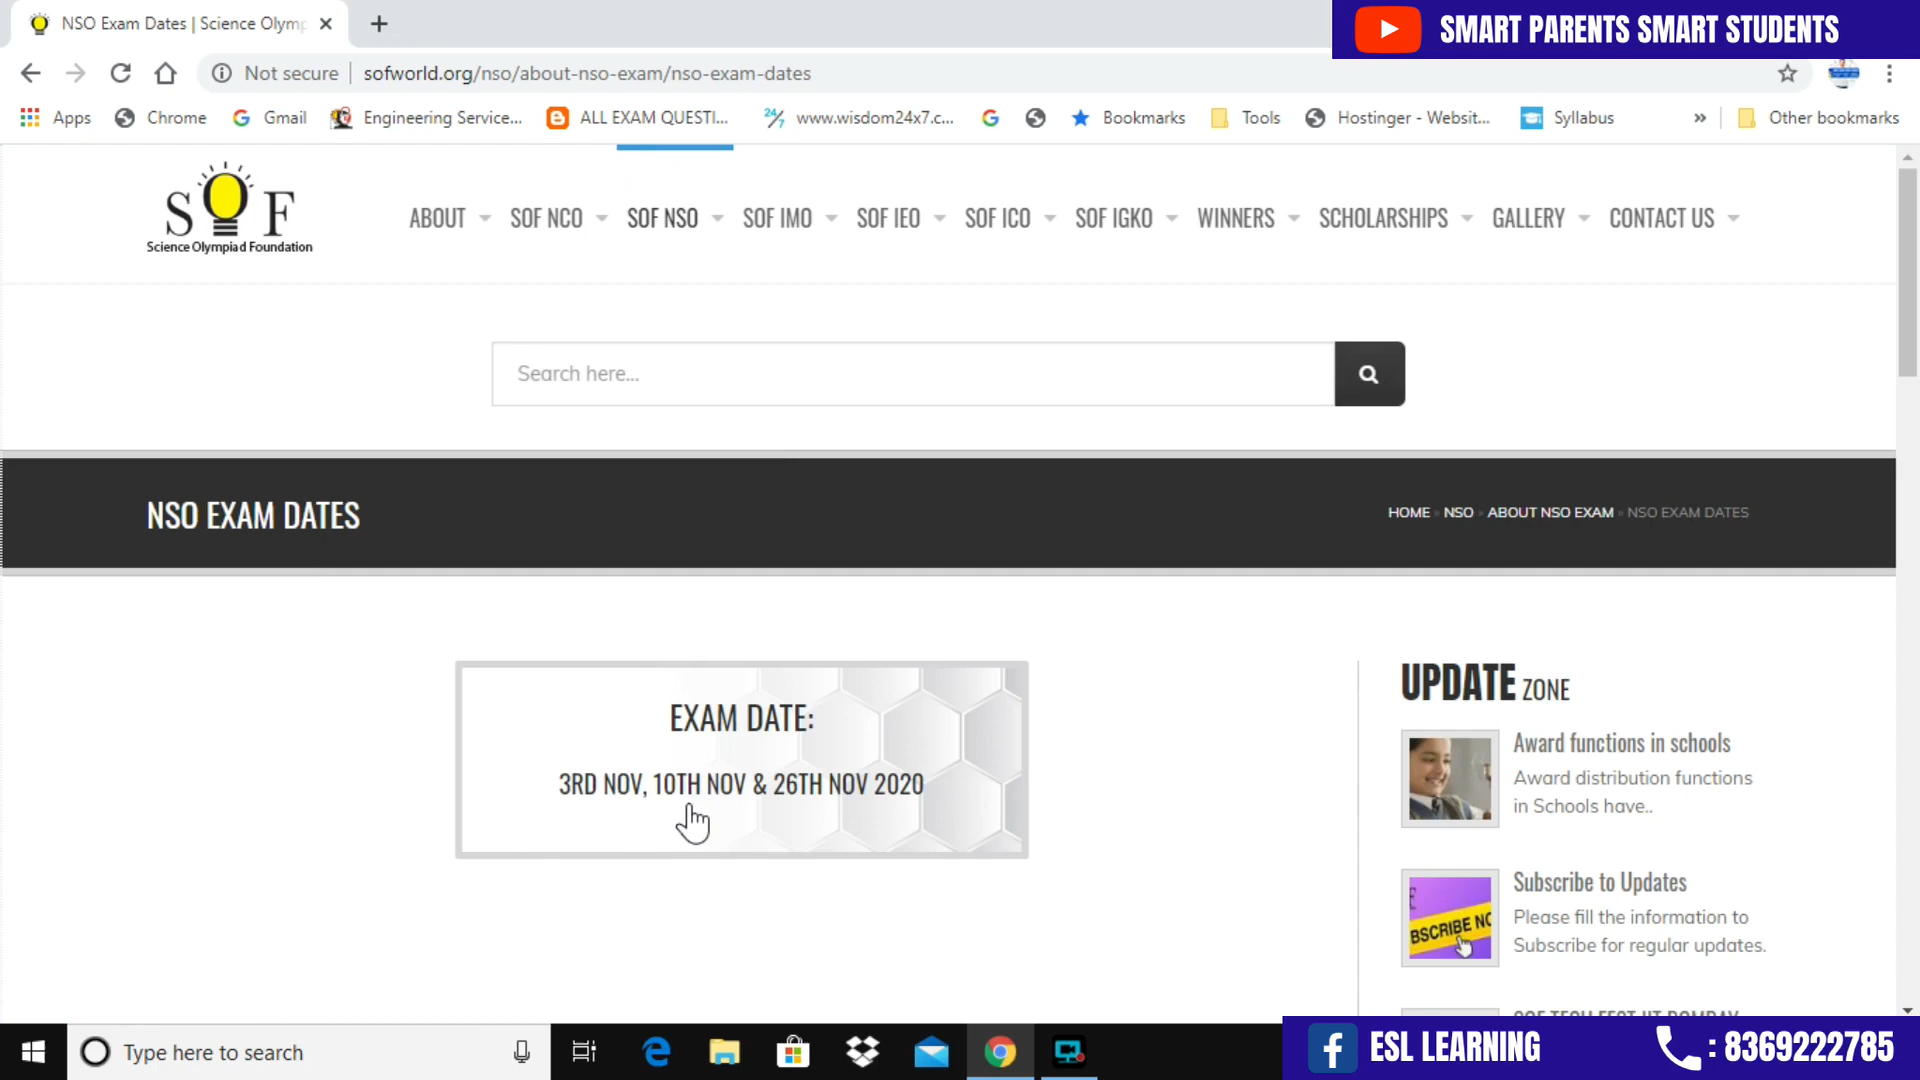 NSO Exam Dates | Science Olymp
SMART PARENTS SMART STUDENTS
Not secure
sofworld.org/nso/about-nso-exam/nso-exam-dates
Apps
Chrome
Gmail
Engineering Service...
ALL EXAM QUESTI...
24/7
www.wisdom24x7.c...
Bookmarks
Tools
Hostinger - Websit...
Syllabus
»
Other bookmarks
SOF
Science Olympiad Foundation
ABOUT
SOF NCO
SOF NSO
SOF IMO
SOF IEO
SOF ICO
SOF IGKO
WINNERS
SCHOLARSHIPS
GALLERY
CONTACT US
Search here...
NSO EXAM DATES
HOME » NSO » ABOUT NSO EXAM » NSO EXAM DATES
EXAM DATE:
3RD NOV, 10TH NOV & 26TH NOV 2020
UPDATE ZONE
Award functions in schools
Award distribution functions
in Schools have..
BSCRIBE NO
Subscribe to Updates
Please fill the information to
Subscribe for regular updates.
Type here to search
ESL LEARNING
: 8369222785